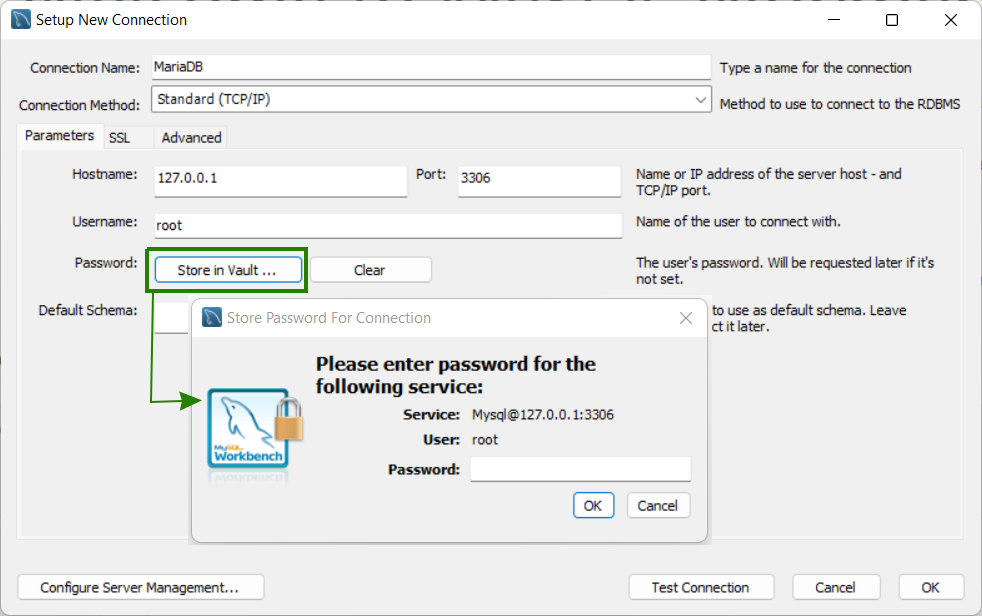 Setup New Connection
Connection Name: MariaDB Type a name for the connection
Connection Method: Standard (TCP/IP) Method to use to connect to the RDBMS
Parameters SSL Advanced
Hostname: 127.0.0.1 Port: 3306 Name or IP address of the server host - and
TCP/IP port.
Username: root Name of the user to connect with.
Password: Store in Vault ... Clear The user's password. Will be requested later if it's
not set.
Default Schema: to use as default schema. Leave
ct it later.
Store Password For Connection
Please enter password for the
following service:
Service: Mysql@127.0.0.1:3306
User: root
Password:
MySQL
Workbench
OK Cancel
Configure Server Management... Test Connection Cancel OK